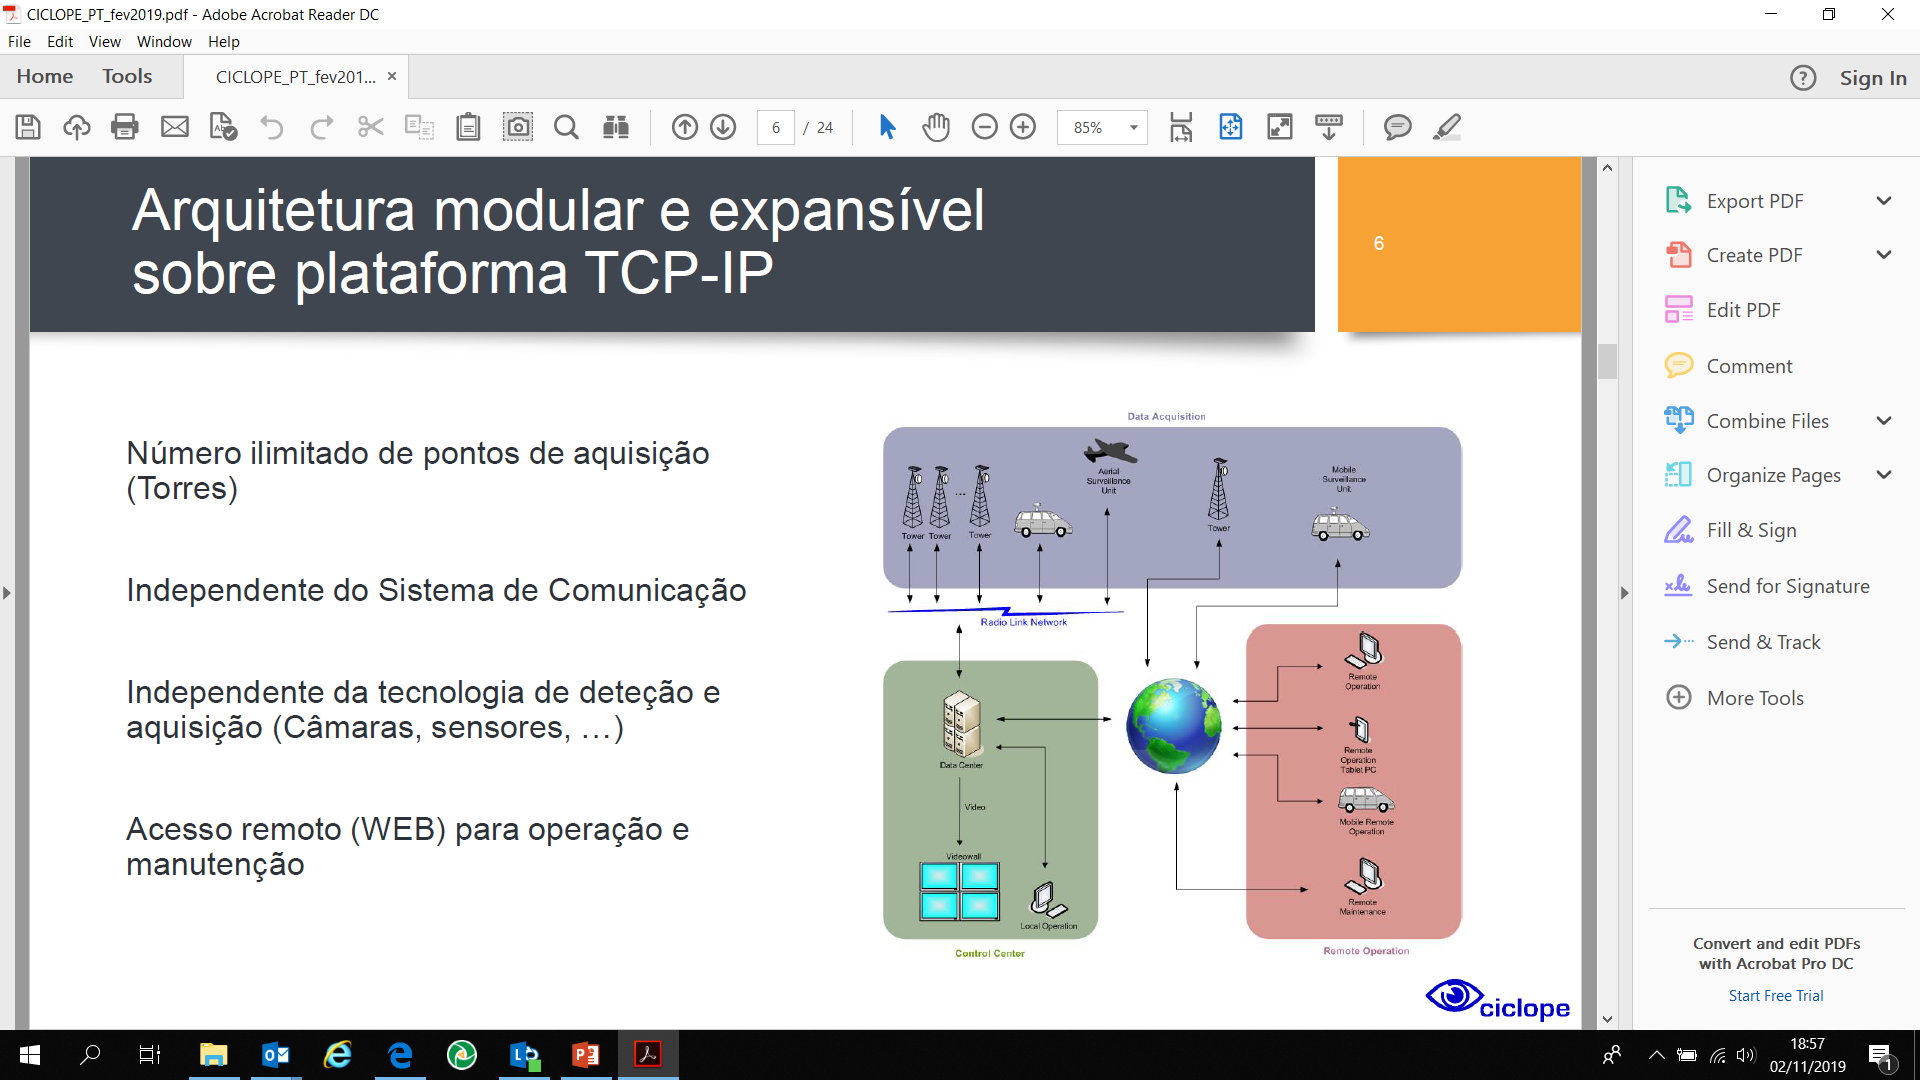 CICLOPE_PT_fev2019.pdf - Adobe Acrobat Reader DC
File Edit View Window Help
Home Tools CICLOPE_PT_fev201... × Sign In
6 / 24 85%
Arquitetura modular e expansível
sobre plataforma TCP-IP
6
Número ilimitado de pontos de aquisição
(Torres)
Independente do Sistema de Comunicação
Independente da tecnologia de deteção e
aquisição (Câmaras, sensores, …)
Acesso remoto (WEB) para operação e
manutenção
Data Acquisition
Tower Tower ... Tower
Aerial
Surveillance
Unit
Tower
Mobile
Surveillance
Unit
Radio Link Network
Data Center
Video
Videowall
Local Operation
Control Center
Remote
Operation
Remote
Operation
Tablet PC
Mobile Remote
Operation
Remote
Maintenance
Remote Operation
ciclope
Export PDF
Create PDF
Edit PDF
Comment
Combine Files
Organize Pages
Fill & Sign
Send for Signature
Send & Track
More Tools
Convert and edit PDFs
with Acrobat Pro DC
Start Free Trial
18:57
02/11/2019
1